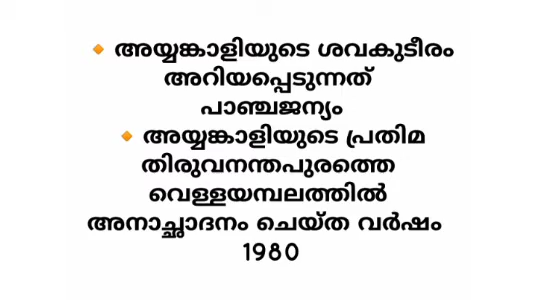 🔸അയ്യങ്കാളിയുടെ ശവകുടീരം
അറിയപ്പെടുന്നത്
പാഞ്ചജന്യം
🔸അയ്യങ്കാളിയുടെ പ്രതിമ
തിരുവനന്തപുരത്തെ
വെള്ളയമ്പലത്തിൽ
അനാച്ഛാദനം ചെയ്ത വർഷം
1980